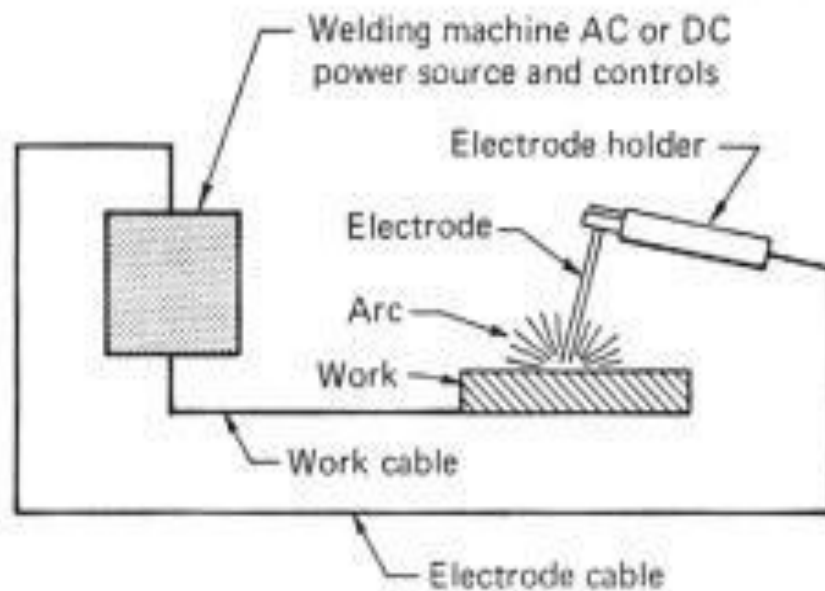 Welding machine AC or DC
power source and controls
Electrode holder
Electrode
Arc
Work
Work cable
Electrode cable